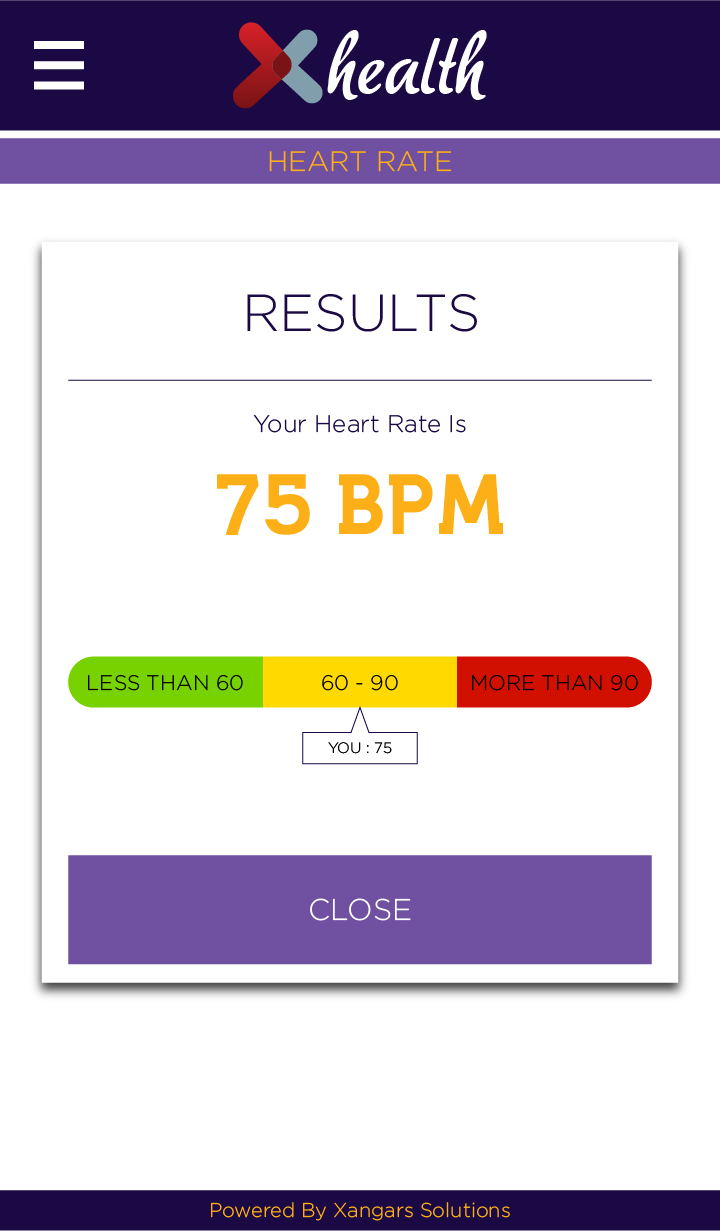 Xhealth
HEART RATE
RESULTS
Your Heart Rate Is
75 BPM
LESS THAN 60
60 - 90
MORE THAN 90
YOU : 75
CLOSE
Powered By Xangars Solutions